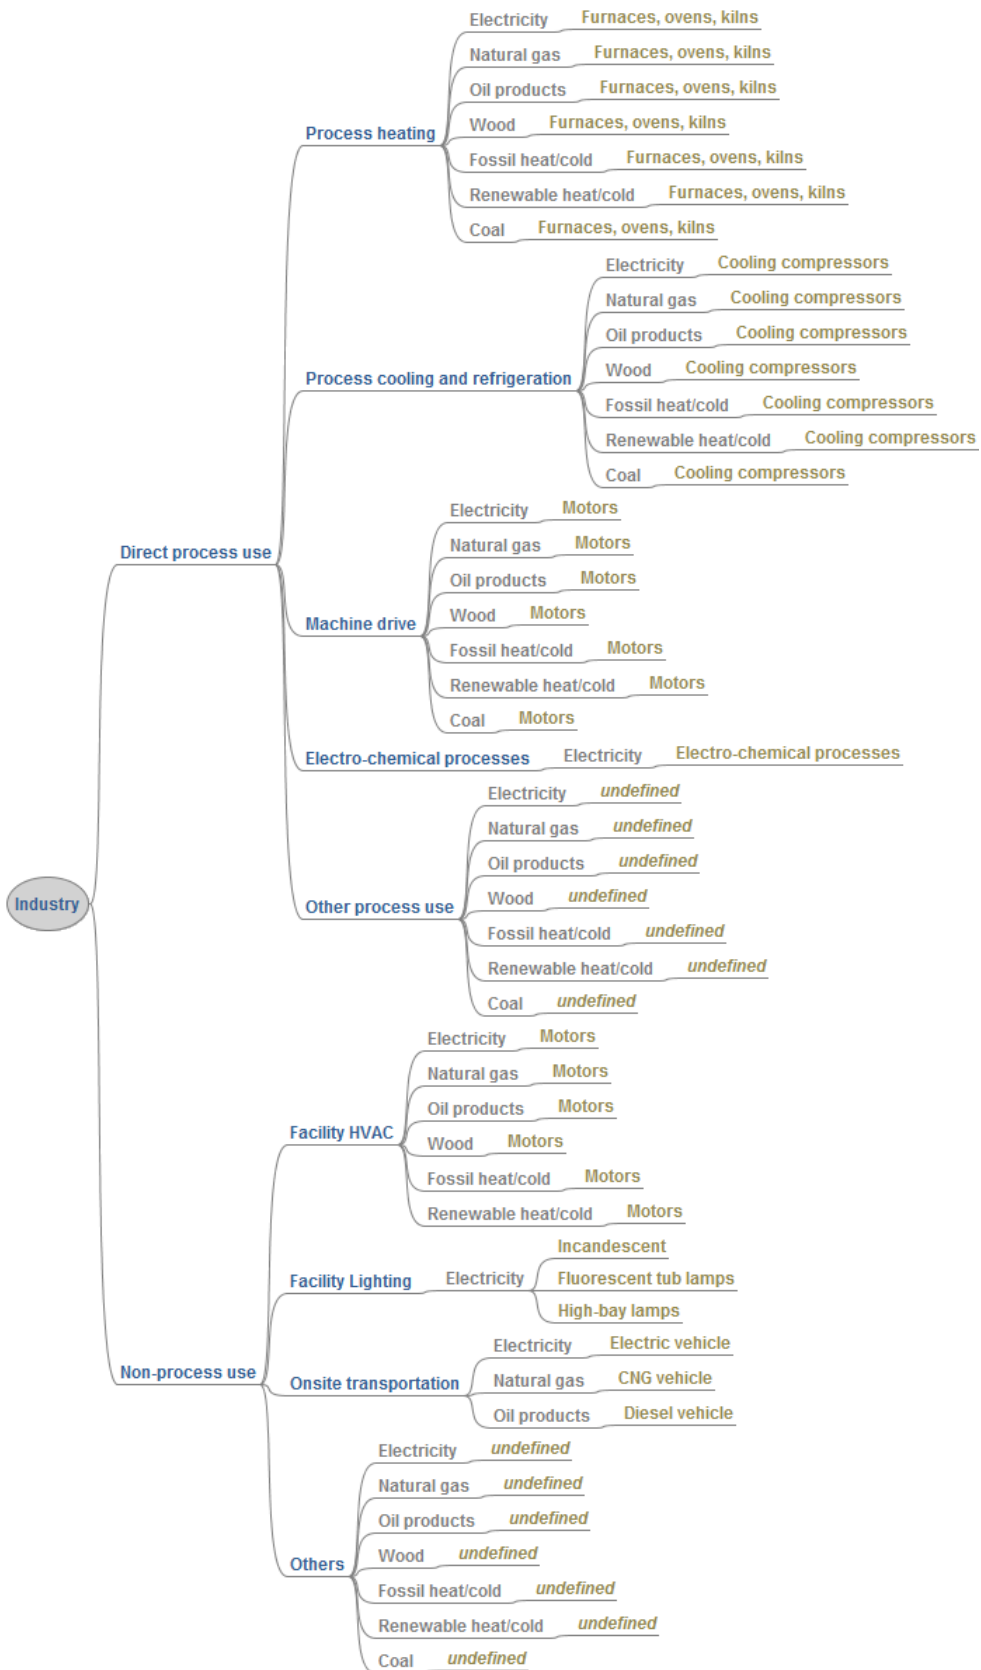 Industry
Direct process use
Process heating
Electricity Furnaces, ovens, kilns
Natural gas Furnaces, ovens, kilns
Oil products Furnaces, ovens, kilns
Wood Furnaces, ovens, kilns
Fossil heat/cold Furnaces, ovens, kilns
Renewable heat/cold Furnaces, ovens, kilns
Coal Furnaces, ovens, kilns
Process cooling and refrigeration
Electricity Cooling compressors
Natural gas Cooling compressors
Oil products Cooling compressors
Wood Cooling compressors
Fossil heat/cold Cooling compressors
Renewable heat/cold Cooling compressors
Coal Cooling compressors
Machine drive
Electricity Motors
Natural gas Motors
Oil products Motors
Wood Motors
Fossil heat/cold Motors
Renewable heat/cold Motors
Coal Motors
Electro-chemical processes Electricity Electro-chemical processes
Other process use
Electricity undefined
Natural gas undefined
Oil products undefined
Wood undefined
Fossil heat/cold undefined
Renewable heat/cold undefined
Coal undefined
Non-process use
Facility HVAC
Electricity Motors
Natural gas Motors
Oil products Motors
Wood Motors
Fossil heat/cold Motors
Renewable heat/cold Motors
Facility Lighting Electricity
Incandescent
Fluorescent tub lamps
High-bay lamps
Onsite transportation
Electricity Electric vehicle
Natural gas CNG vehicle
Oil products Diesel vehicle
Others
Electricity undefined
Natural gas undefined
Oil products undefined
Wood undefined
Fossil heat/cold undefined
Renewable heat/cold undefined
Coal undefined